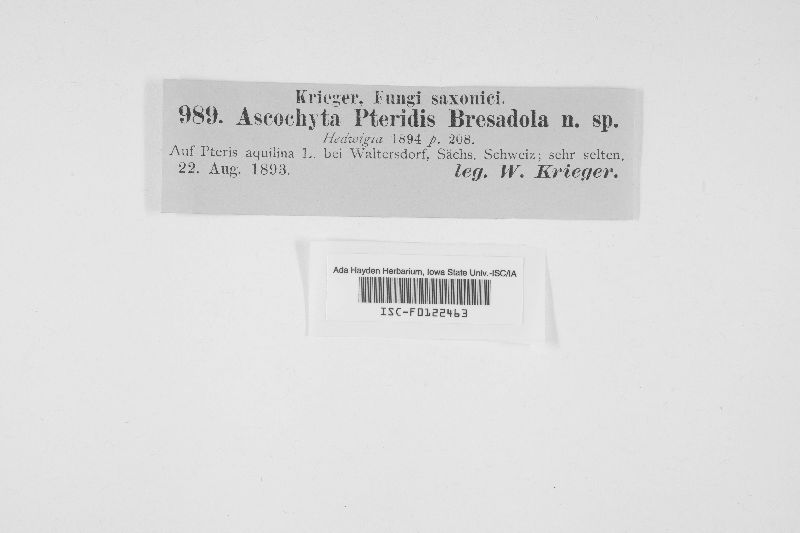 Krieger, Fungi saxonici.
989. Ascochyta Pteridis Bresadola n. sp.
Hedwigia 1894 p. 208.
Auf Pteris aquilina L. bei Waltersdorf, Sächs. Schweiz; sehr selten.
22. Aug. 1893. leg. W. Krieger.
Ada Hayden Herbarium, Iowa State Univ.-ISC/IA
ISC-F0122463